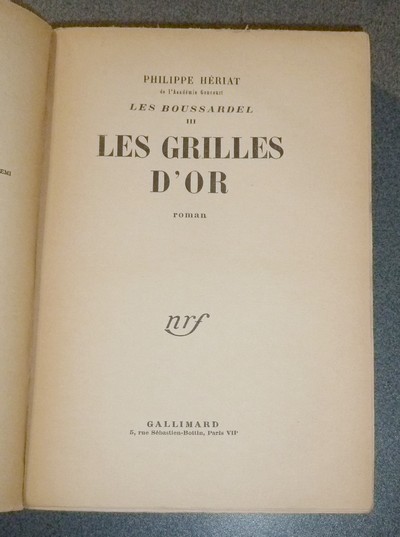 PHILIPPE HÉRIAT
de l'Académie Goncourt
LES BOUSSARDEL
III
LES GRILLES
D'OR
roman
nrf
GALLIMARD
5, rue Sébastien-Bottin, Paris VIIᵉ